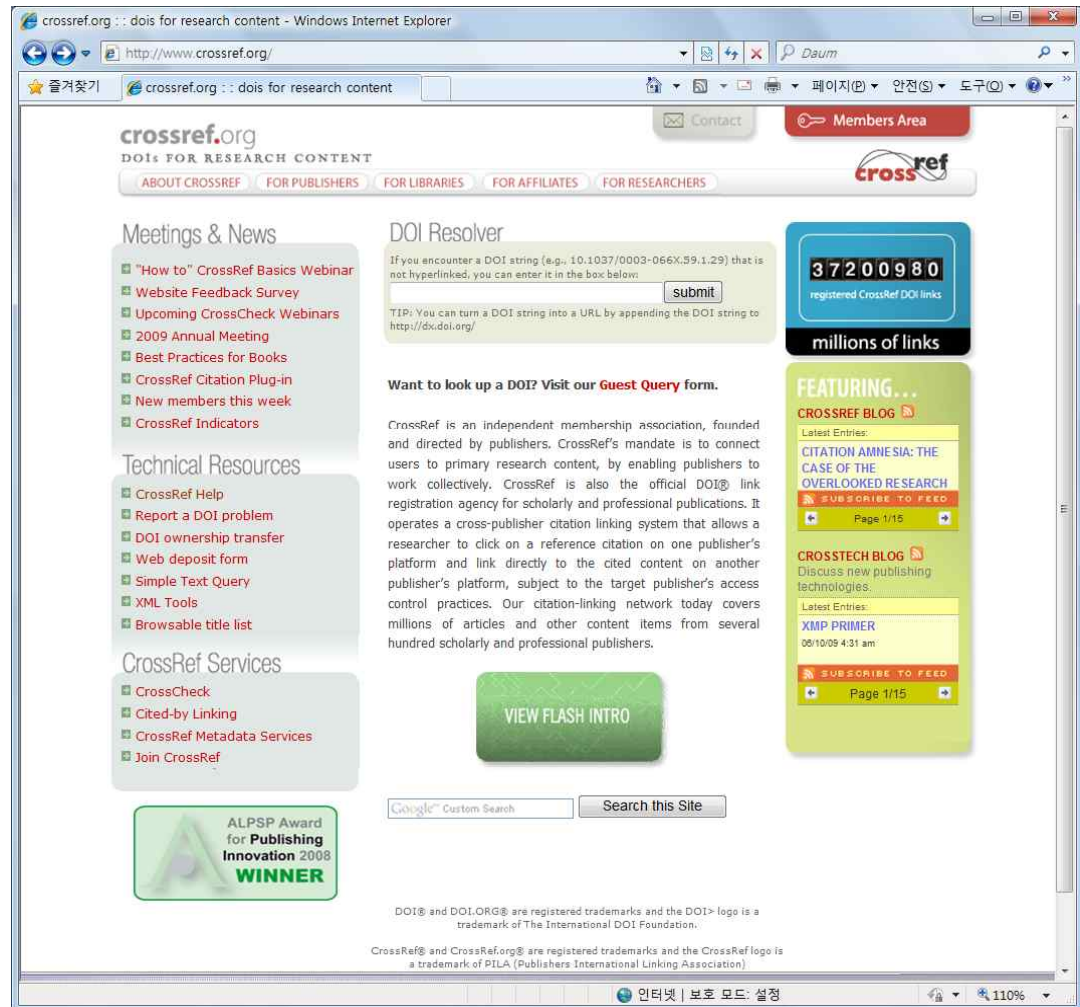 crossref.org : : dois for research content - Windows Internet Explorer
http://www.crossref.org/
Daum
즐겨찾기
crossref.org : : dois for research content
페이지(P) 안전(S) 도구(O)
crossref.org
DOIs FOR RESEARCH CONTENT
Contact
Members Area
crossref
ABOUT CROSSREF
FOR PUBLISHERS
FOR LIBRARIES
FOR AFFILIATES
FOR RESEARCHERS
Meetings & News
"How to" CrossRef Basics Webinar
Website Feedback Survey
Upcoming CrossCheck Webinars
2009 Annual Meeting
Best Practices for Books
CrossRef Citation Plug-in
New members this week
CrossRef Indicators
Technical Resources
CrossRef Help
Report a DOI problem
DOI ownership transfer
Web deposit form
Simple Text Query
XML Tools
Browsable title list
CrossRef Services
CrossCheck
Cited-by Linking
CrossRef Metadata Services
Join CrossRef
ALPSP Award
for Publishing
Innovation 2008
WINNER
DOI Resolver
If you encounter a DOI string (e.g., 10.1037/0003-066X.59.1.29) that is
not hyperlinked, you can enter it in the box below:
submit
TIP: You can turn a DOI string into a URL by appending the DOI string to
http://dx.doi.org/
Want to look up a DOI? Visit our Guest Query form.
CrossRef is an independent membership association, founded
and directed by publishers. CrossRef's mandate is to connect
users to primary research content, by enabling publishers to
work collectively. CrossRef is also the official DOI® link
registration agency for scholarly and professional publications. It
operates a cross-publisher citation linking system that allows a
researcher to click on a reference citation on one publisher's
platform and link directly to the cited content on another
publisher's platform, subject to the target publisher's access
control practices. Our citation-linking network today covers
millions of articles and other content items from several
hundred scholarly and professional publishers.
VIEW FLASH INTRO
Google™ Custom Search
Search this Site
DOI® and DOI.ORG® are registered trademarks and the DOI> logo is a
trademark of The International DOI Foundation.
CrossRef® and CrossRef.org® are registered trademarks and the CrossRef logo is
a trademark of PILA (Publishers International Linking Association)
37200980
registered CrossRef DOI links
millions of links
FEATURING...
CROSSREF BLOG
Latest Entries:
CITATION AMNESIA: THE
CASE OF THE
OVERLOOKED RESEARCH
SUBSCRIBE TO FEED
Page 1/15
CROSSTECH BLOG
Discuss new publishing
technologies.
Latest Entries:
XMP PRIMER
06/10/09 4:31 am
SUBSCRIBE TO FEED
Page 1/15
인터넷 | 보호 모드: 설정
110%